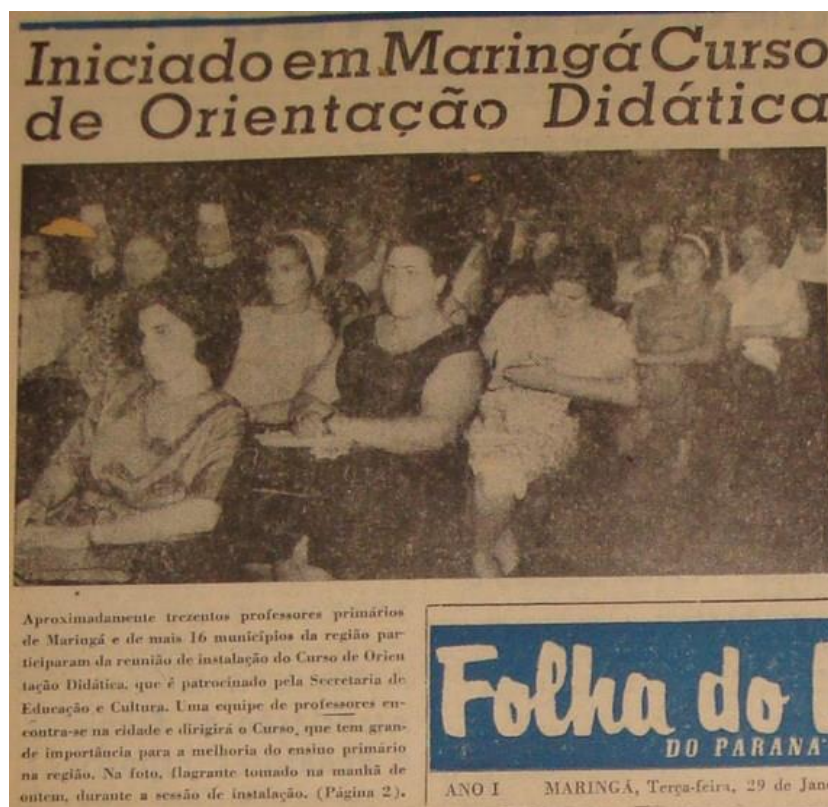 Iniciado em Maringá Curso
de Orientação Didática
Aproximadamente trezentos professores primários
de Maringá e de mais 16 municípios da região par-
ticiparam da reunião de instalação do Curso de Orien
tação Didática, que é patrocinado pela Secretaria de
Educação e Cultura. Uma equipe de professores en-
contra-se na cidade e dirigirá o Curso, que tem gran-
de importância para a melhoria do ensino primário
na região. Na foto, flagrante tomado na manhã de
ontem, durante a sessão de instalação. (Página 2).
Folha do
DO PARANÁ
ANO I MARINGÁ, Terça-feira, 29 de Jan